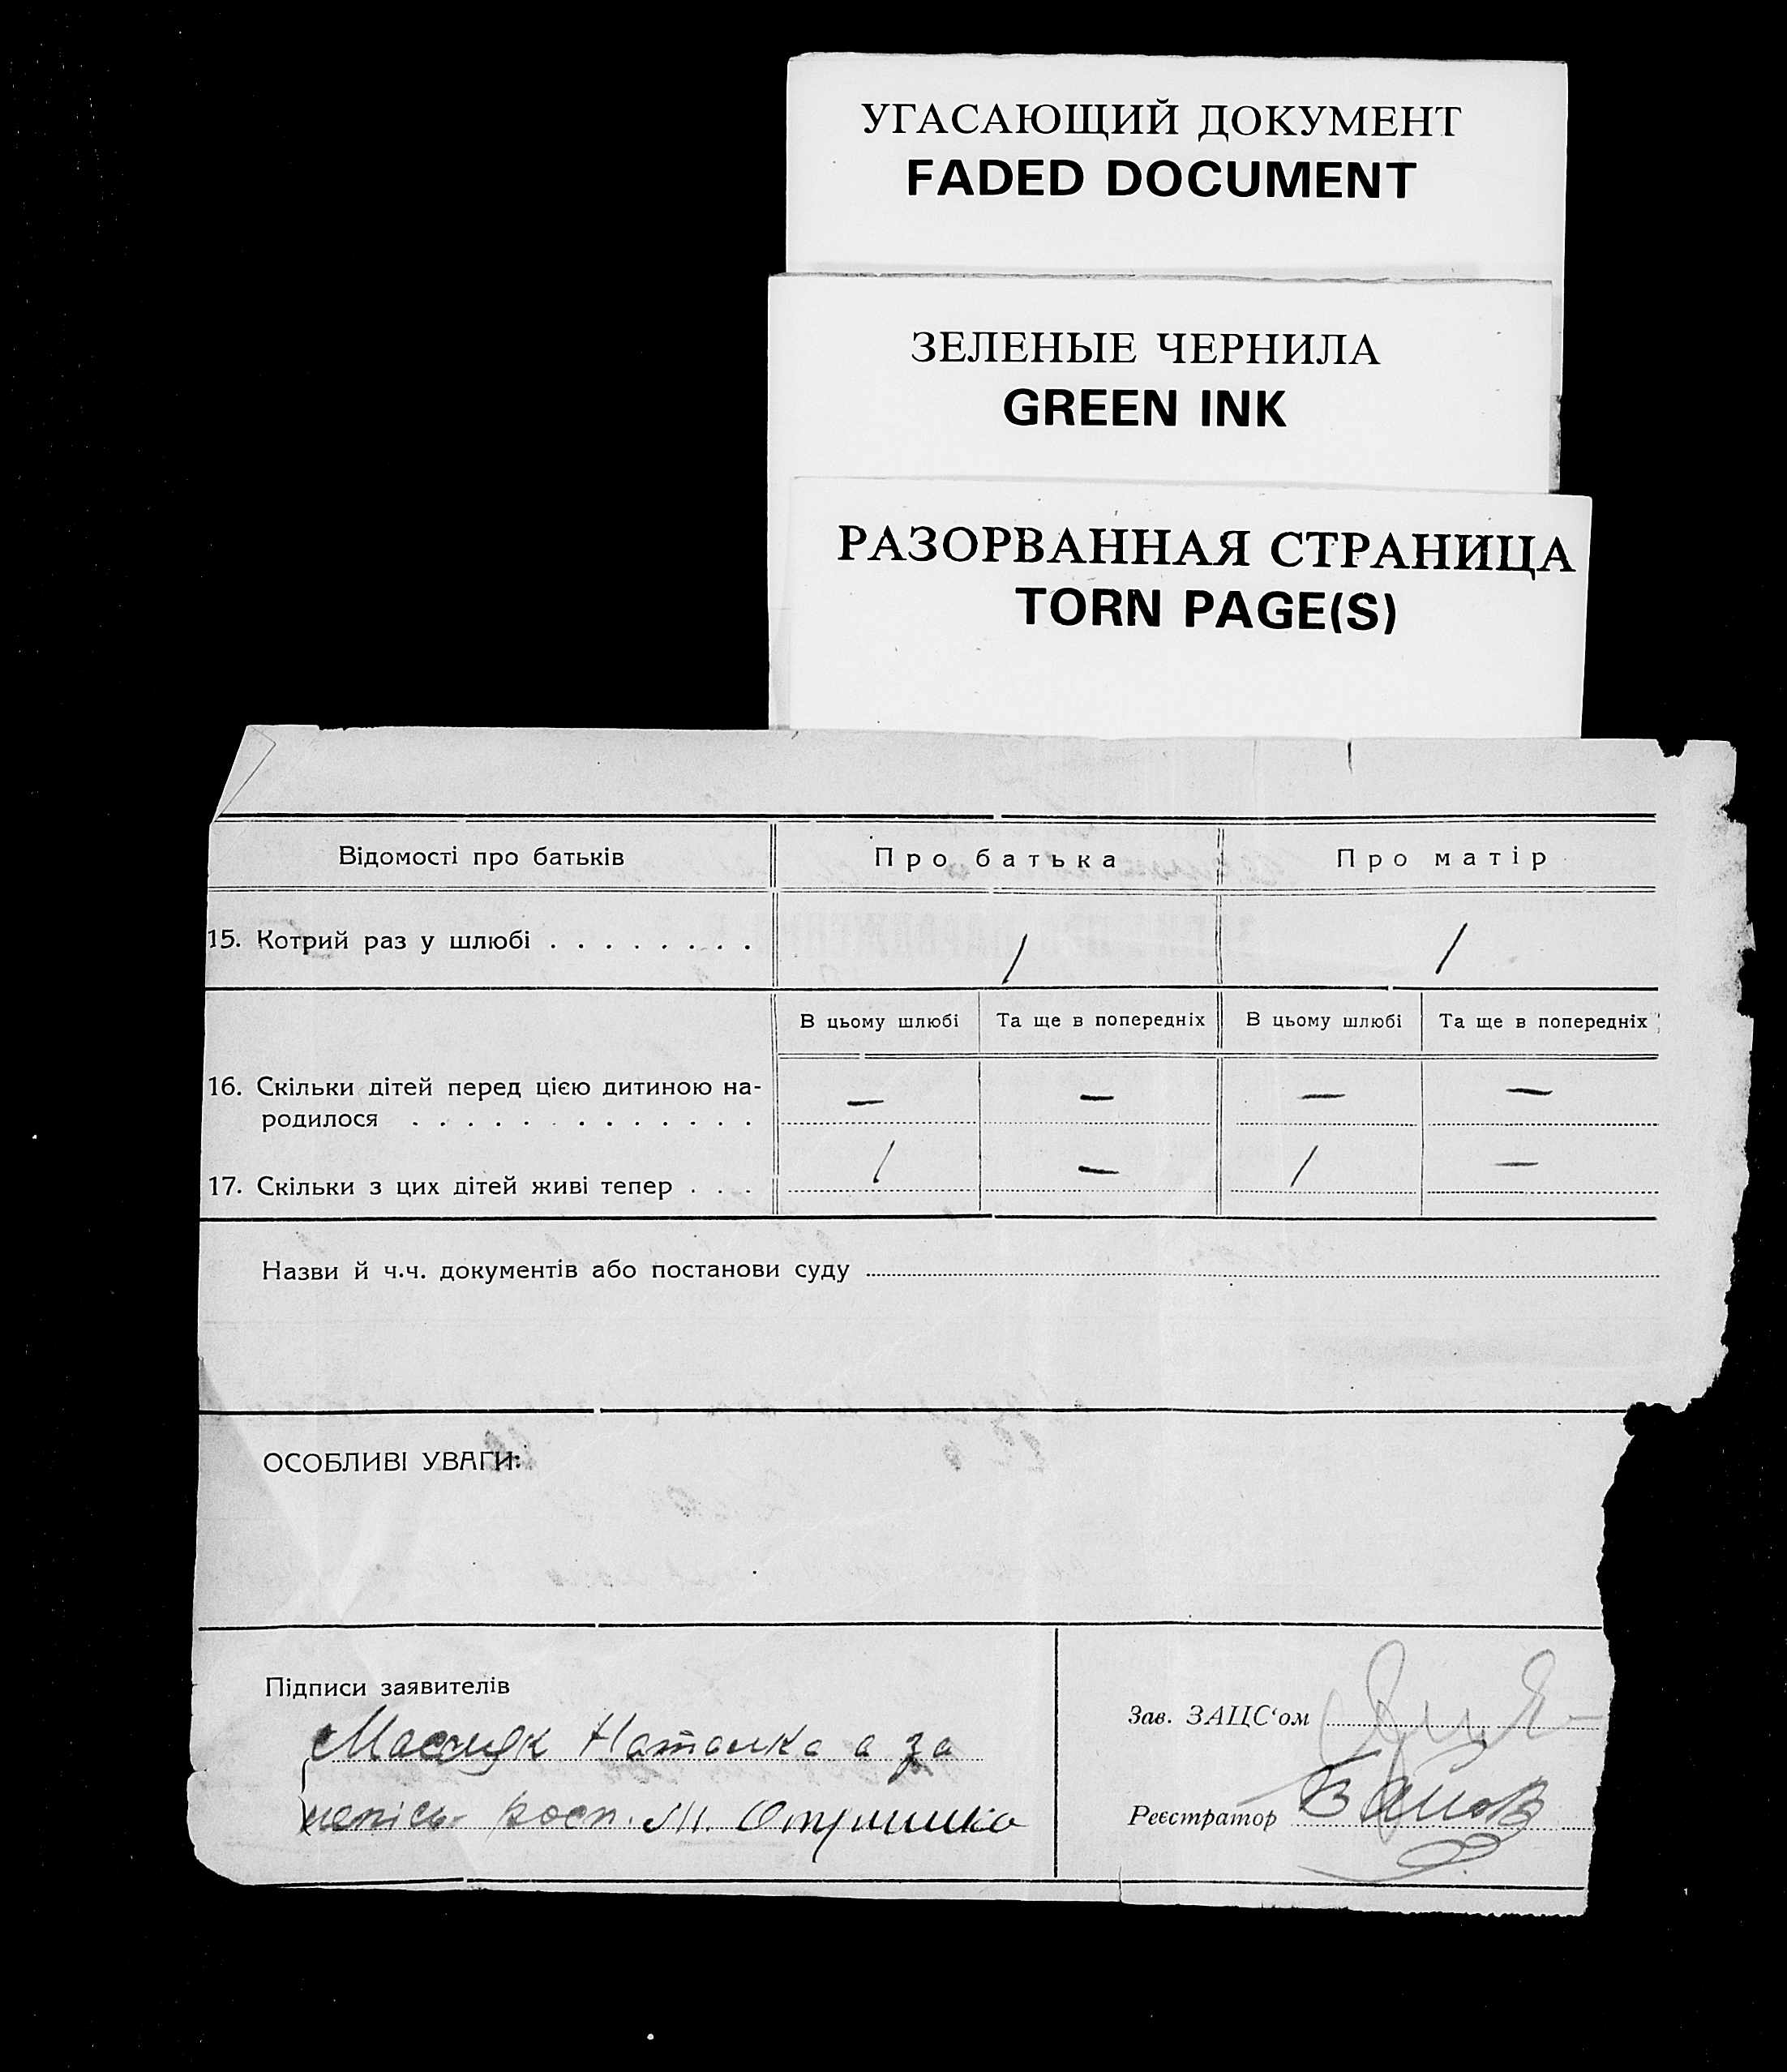 УГАСАЮЩИЙ ДОКУМЕНТ
FADED DOCUMENT
ЗЕЛЕНЫЕ ЧЕРНИЛА
GREEN INK
РАЗОРВАННАЯ СТРАНИЦА
TORN PAGE(S)
Відомості про батьків Про батька Про матір
15. Котрий раз у шлюбі . . . . . . . . / /
В цьому шлюбі Та ще в попередніх В цьому шлюбі Та ще в попередніх
16. Скільки дітей перед цією дитиною на-
родилося . . . . . . . . . . . . . — — — —
17. Скільки з цих дітей живі тепер . . . / — / —
Назви й ч.ч. документів або постанови суду
ОСОБЛИВІ УВАГИ:
Підписи заявителів
Наталка а за
Зав. ЗАЦС‘ом
росп. М.
Реєстратор